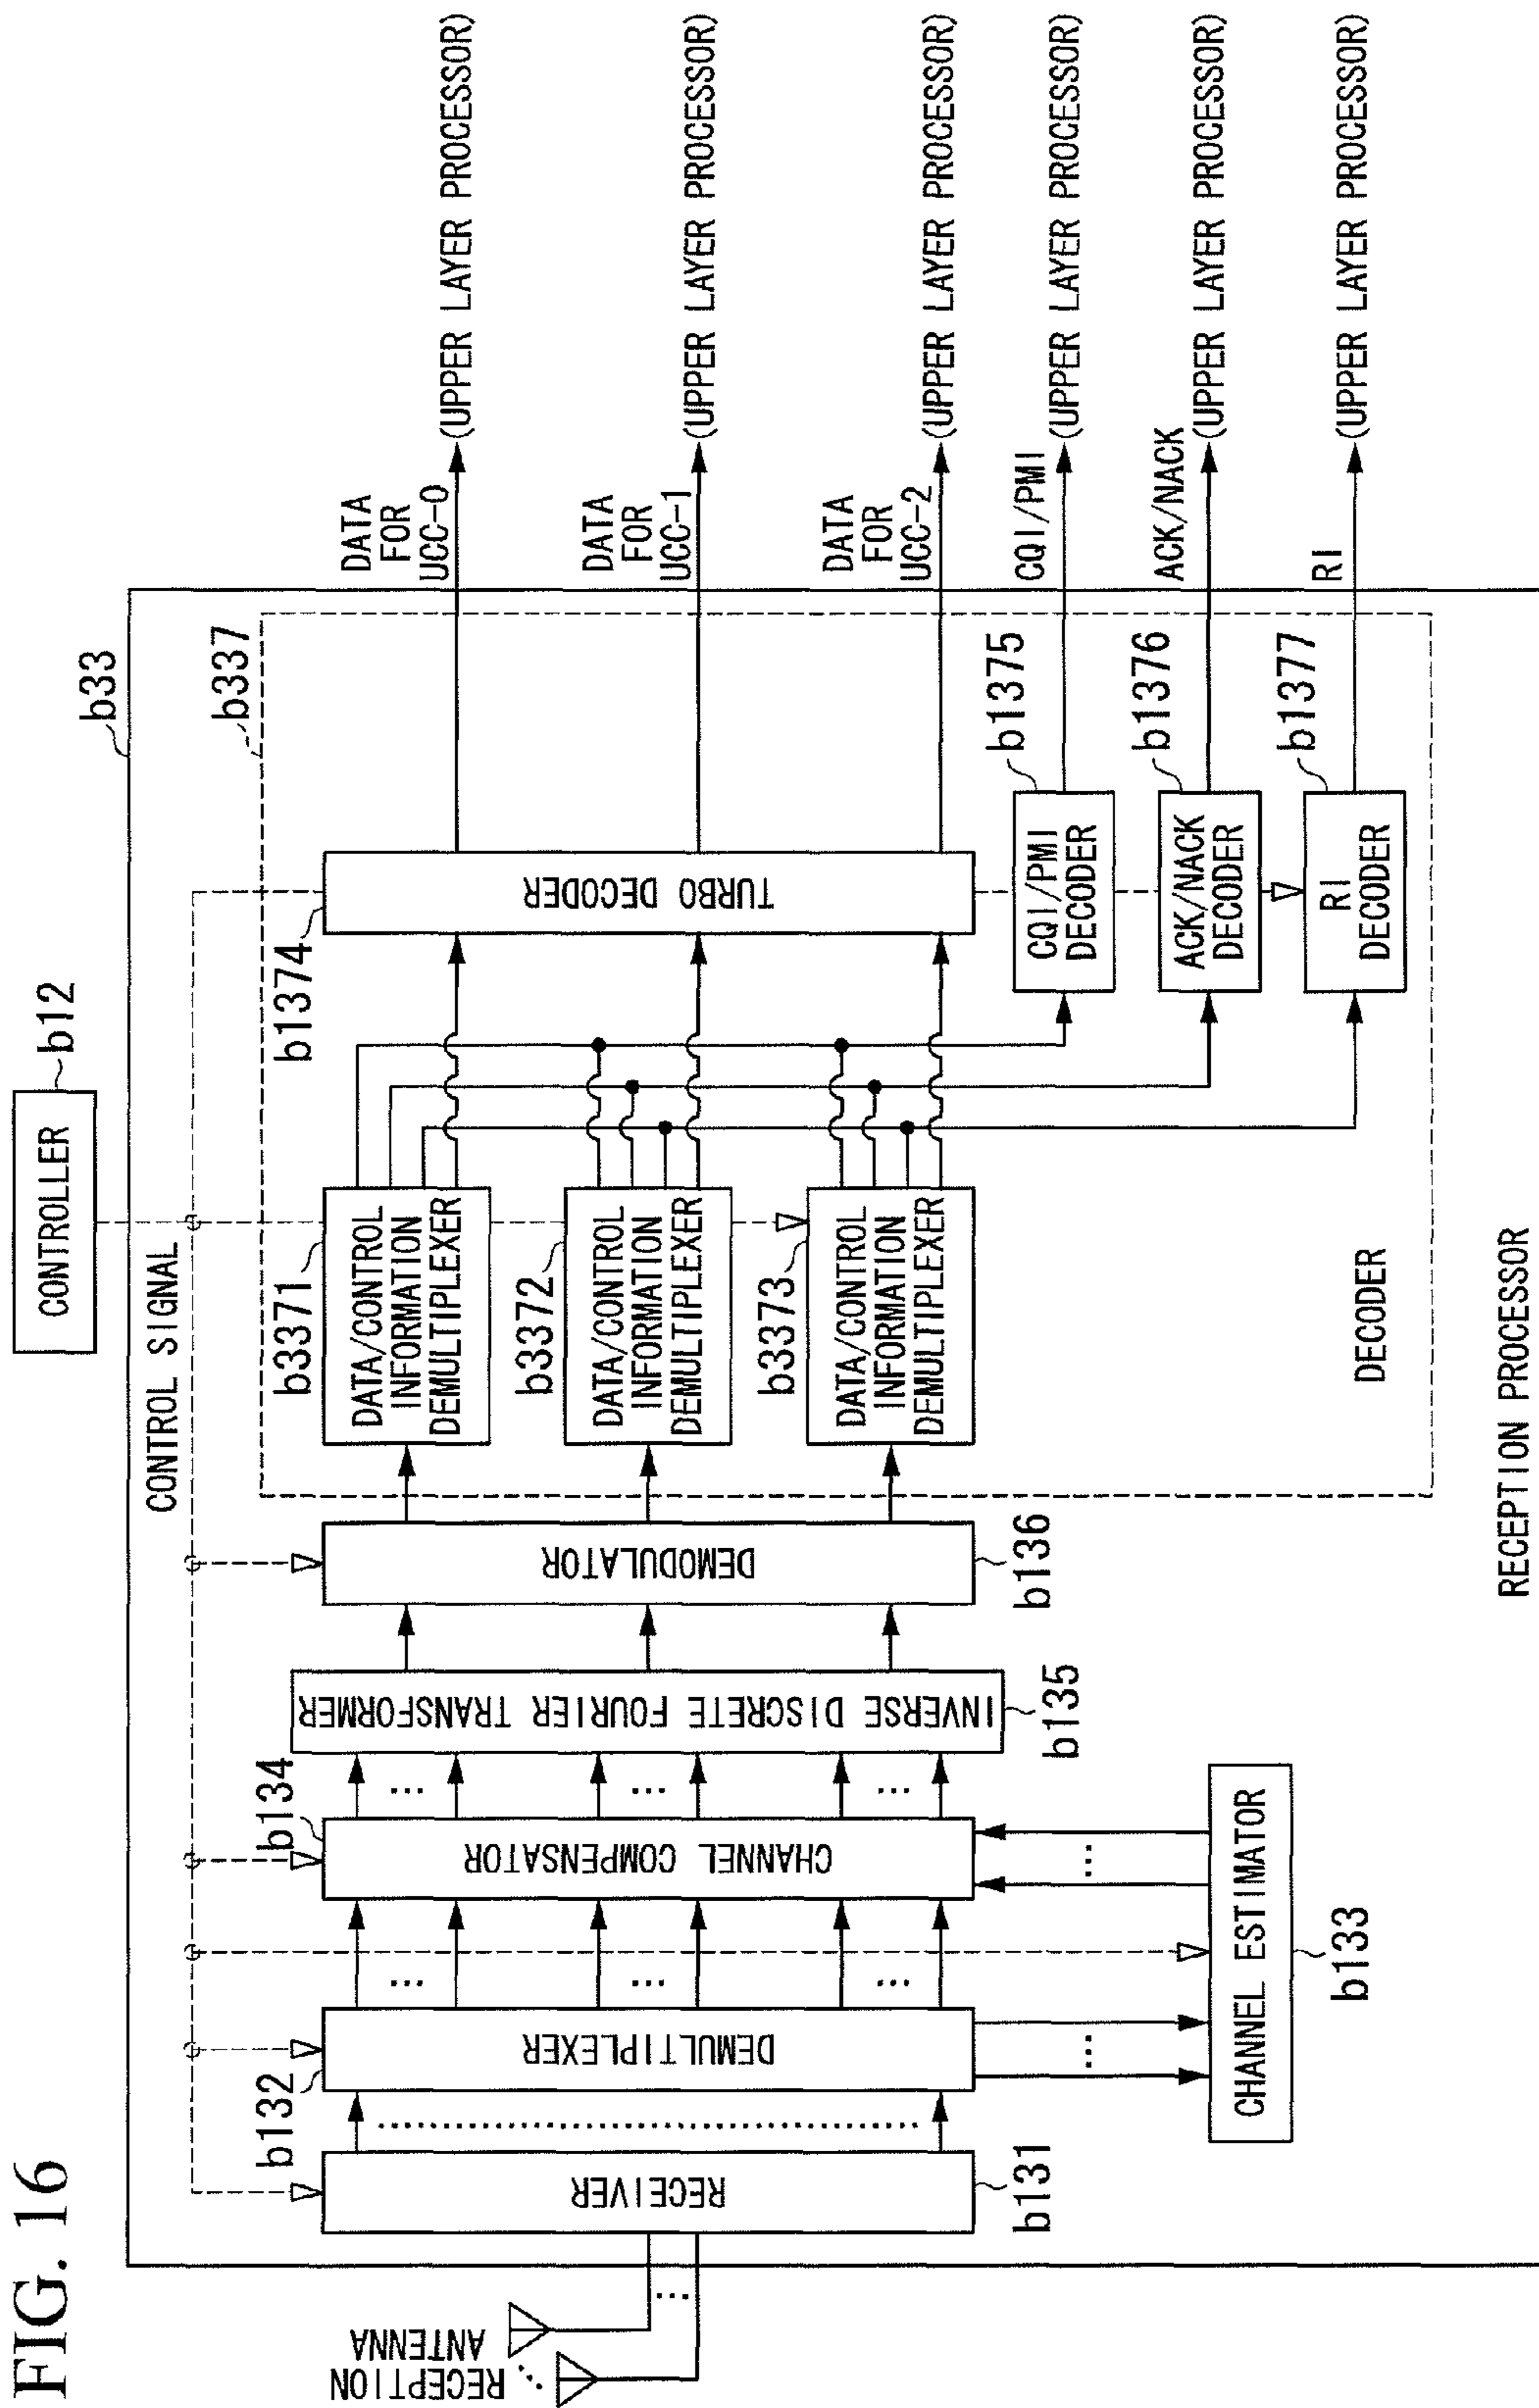 FIG. 16
CONTROLLER
b12
CONTROL SIGNAL
b33
b337
RECEPTION
ANTENNA
RECEIVER
b131
DEMULTIPLEXER
b132
CHANNEL ESTIMATOR
b133
CHANNEL COMPENSATOR
b134
INVERSE DISCRETE FOURIER TRANSFORMER
b135
DEMODULATOR
b136
b3371
DATA/CONTROL
INFORMATION
DEMULTIPLEXER
b3372
DATA/CONTROL
INFORMATION
DEMULTIPLEXER
b3373
DATA/CONTROL
INFORMATION
DEMULTIPLEXER
b1374
TURBO DECODER
b1375
CQI/PMI
DECODER
b1376
ACK/NACK
DECODER
b1377
RI
DECODER
DECODER
RECEPTION PROCESSOR
DATA
FOR
UCC-0
(UPPER LAYER PROCESSOR)
DATA
FOR
UCC-1
(UPPER LAYER PROCESSOR)
DATA
FOR
UCC-2
(UPPER LAYER PROCESSOR)
CQI/PMI
(UPPER LAYER PROCESSOR)
ACK/NACK
(UPPER LAYER PROCESSOR)
RI
(UPPER LAYER PROCESSOR)